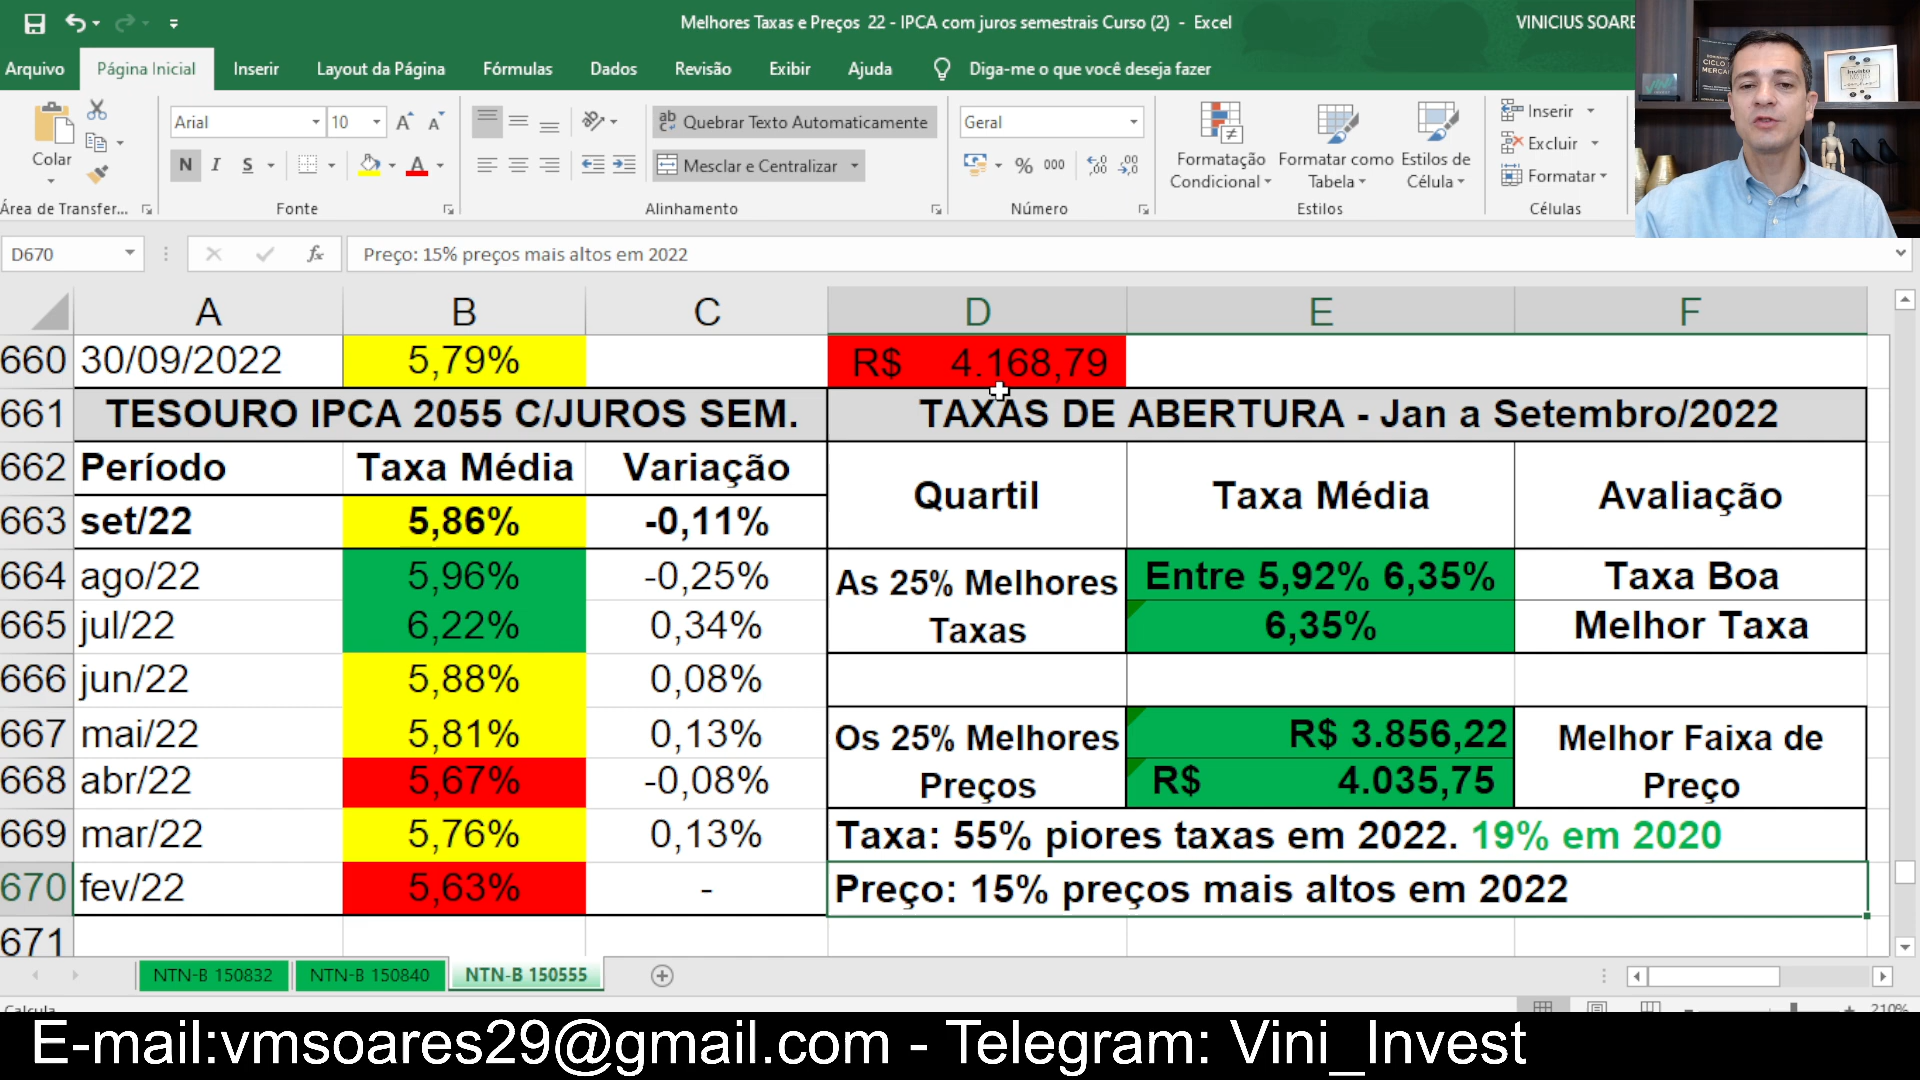 Melhores Taxas e Preços 22 - IPCA com juros semestrais Curso (2) - Excel
VINICIUS SOARE
Arquivo Página Inicial Inserir Layout da Página Fórmulas Dados Revisão Exibir Ajuda Diga-me o que você deseja fazer
Colar
Arial 10
N I S
Quebrar Texto Automaticamente
Mesclar e Centralizar
Geral
% 000
Formatação Condicional
Formatar como Tabela
Estilos de Célula
Inserir
Excluir
Formatar
Área de Transfer... Fonte Alinhamento Número Estilos Células
D670 fx Preço: 15% preços mais altos em 2022
A B C D E F
660 30/09/2022 5,79% R$ 4.168,79
661 TESOURO IPCA 2055 C/JUROS SEM. TAXAS DE ABERTURA - Jan a Setembro/2022
662 Período Taxa Média Variação
Quartil Taxa Média Avaliação
663 set/22 5,86% -0,11%
664 ago/22 5,96% -0,25% As 25% Melhores Taxas Entre 5,92% 6,35% Taxa Boa
665 jul/22 6,22% 0,34% 6,35% Melhor Taxa
666 jun/22 5,88% 0,08%
667 mai/22 5,81% 0,13% Os 25% Melhores Preços R$ 3.856,22 Melhor Faixa de Preço
668 abr/22 5,67% -0,08% R$ 4.035,75
669 mar/22 5,76% 0,13% Taxa: 55% piores taxas em 2022. 19% em 2020
670 fev/22 5,63% - Preço: 15% preços mais altos em 2022
671
NTN-B 150832 NTN-B 150840 NTN-B 150555
210%
E-mail:vmsoares29@gmail.com - Telegram: Vini_Invest